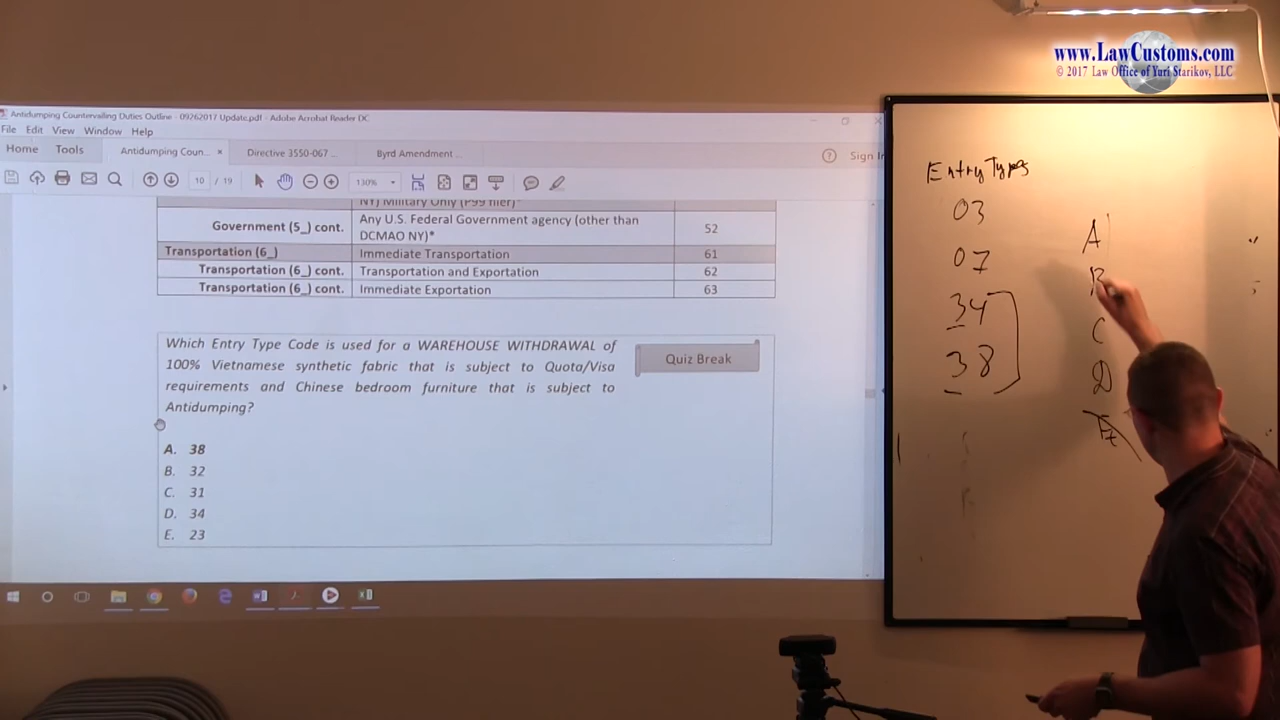 www.LawCustoms.com
© 2017 Law Office of Yuri Starikov, LLC
Antidumping Countervailing Duties Outline - 09262017 Update.pdf - Adobe Acrobat Reader DC
File Edit View Window Help
Home Tools Antidumping Coun... × Directive 3550-067 ... Byrd Amendment ... Sign In
10 / 19 130%
NY) Military Only (P99 filer)*
Government (5_) cont. Any U.S. Federal Government agency (other than DCMAO NY)* 52
Transportation (6_) Immediate Transportation 61
Transportation (6_) cont. Transportation and Exportation 62
Transportation (6_) cont. Immediate Exportation 63
Which Entry Type Code is used for a WAREHOUSE WITHDRAWAL of
100% Vietnamese synthetic fabric that is subject to Quota/Visa
requirements and Chinese bedroom furniture that is subject to
Antidumping?
Quiz Break
A. 38
B. 32
C. 31
D. 34
E. 23
Entry Types
03
07
34
38
A
B
C
D